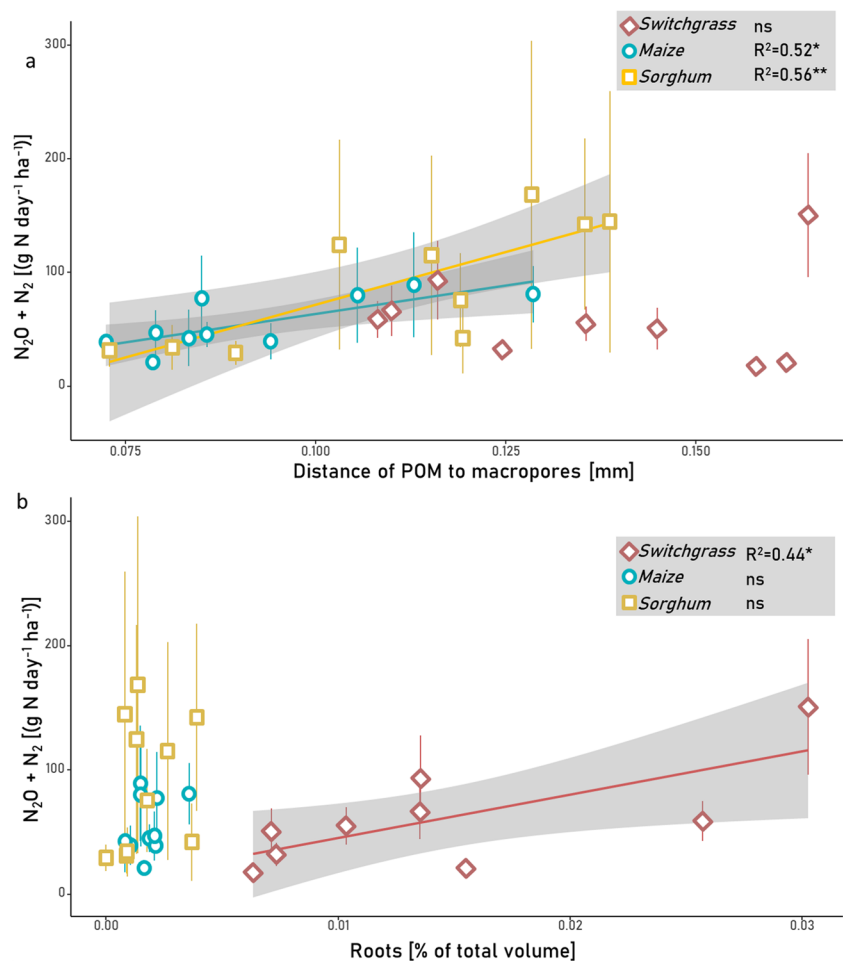 a
300
200
100
0
N₂O + N₂ [(g N day⁻¹ ha⁻¹)]
Switchgrass ns
Maize R²=0.52*
Sorghum R²=0.56**
0.075 0.100 0.125 0.150
Distance of POM to macropores [mm]
b
300
200
100
0
N₂O + N₂ [(g N day⁻¹ ha⁻¹)]
Switchgrass R²=0.44*
Maize ns
Sorghum ns
0.00 0.01 0.02 0.03
Roots [% of total volume]